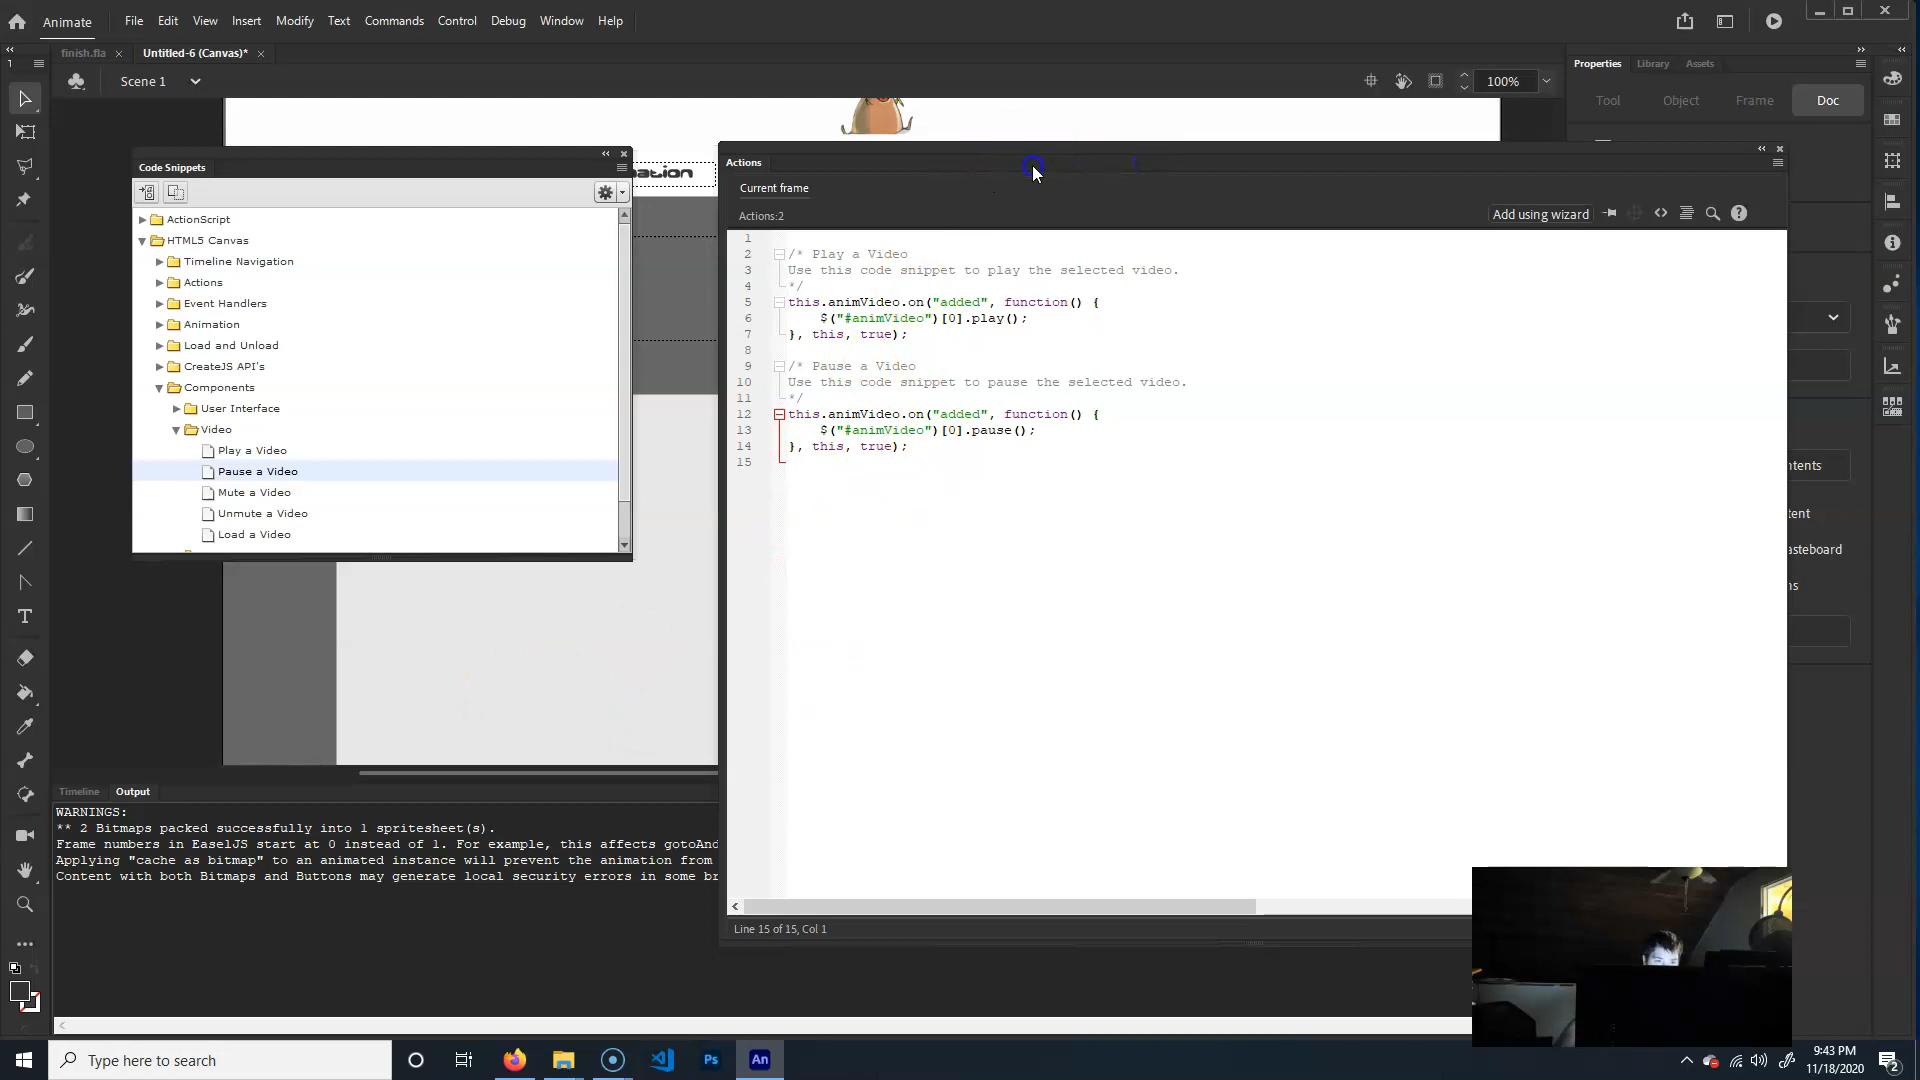 Animate File Edit View Insert Modify Text Commands Control Debug Window Help
finish.fla Untitled-6 (Canvas)*
Scene 1
100%
Properties Library Assets
Tool Object Frame Doc
1
Code Snippets
ActionScript
HTML5 Canvas
Timeline Navigation
Actions
Event Handlers
Animation
Load and Unload
CreateJS API's
Components
User Interface
Video
Play a Video
Pause a Video
Mute a Video
Unmute a Video
Load a Video
Actions
Current frame
Actions:2
Add using wizard
1
2 /* Play a Video
3 Use this code snippet to play the selected video.
4 */
5 this.animVideo.on("added", function() {
6 $("#animVideo")[0].play();
7 }, this, true);
8
9 /* Pause a Video
10 Use this code snippet to pause the selected video.
11 */
12 this.animVideo.on("added", function() {
13 $("#animVideo")[0].pause();
14 }, this, true);
15
Line 15 of 15, Col 1
Timeline Output
WARNINGS:
** 2 Bitmaps packed successfully into 1 spritesheet(s).
Frame numbers in EaselJS start at 0 instead of 1. For example, this affects gotoAnd
Applying "cache as bitmap" to an animated instance will prevent the animation from
Content with both Bitmaps and Buttons may generate local security errors in some br
Type here to search
Ps An
9:43 PM
11/18/2020
2